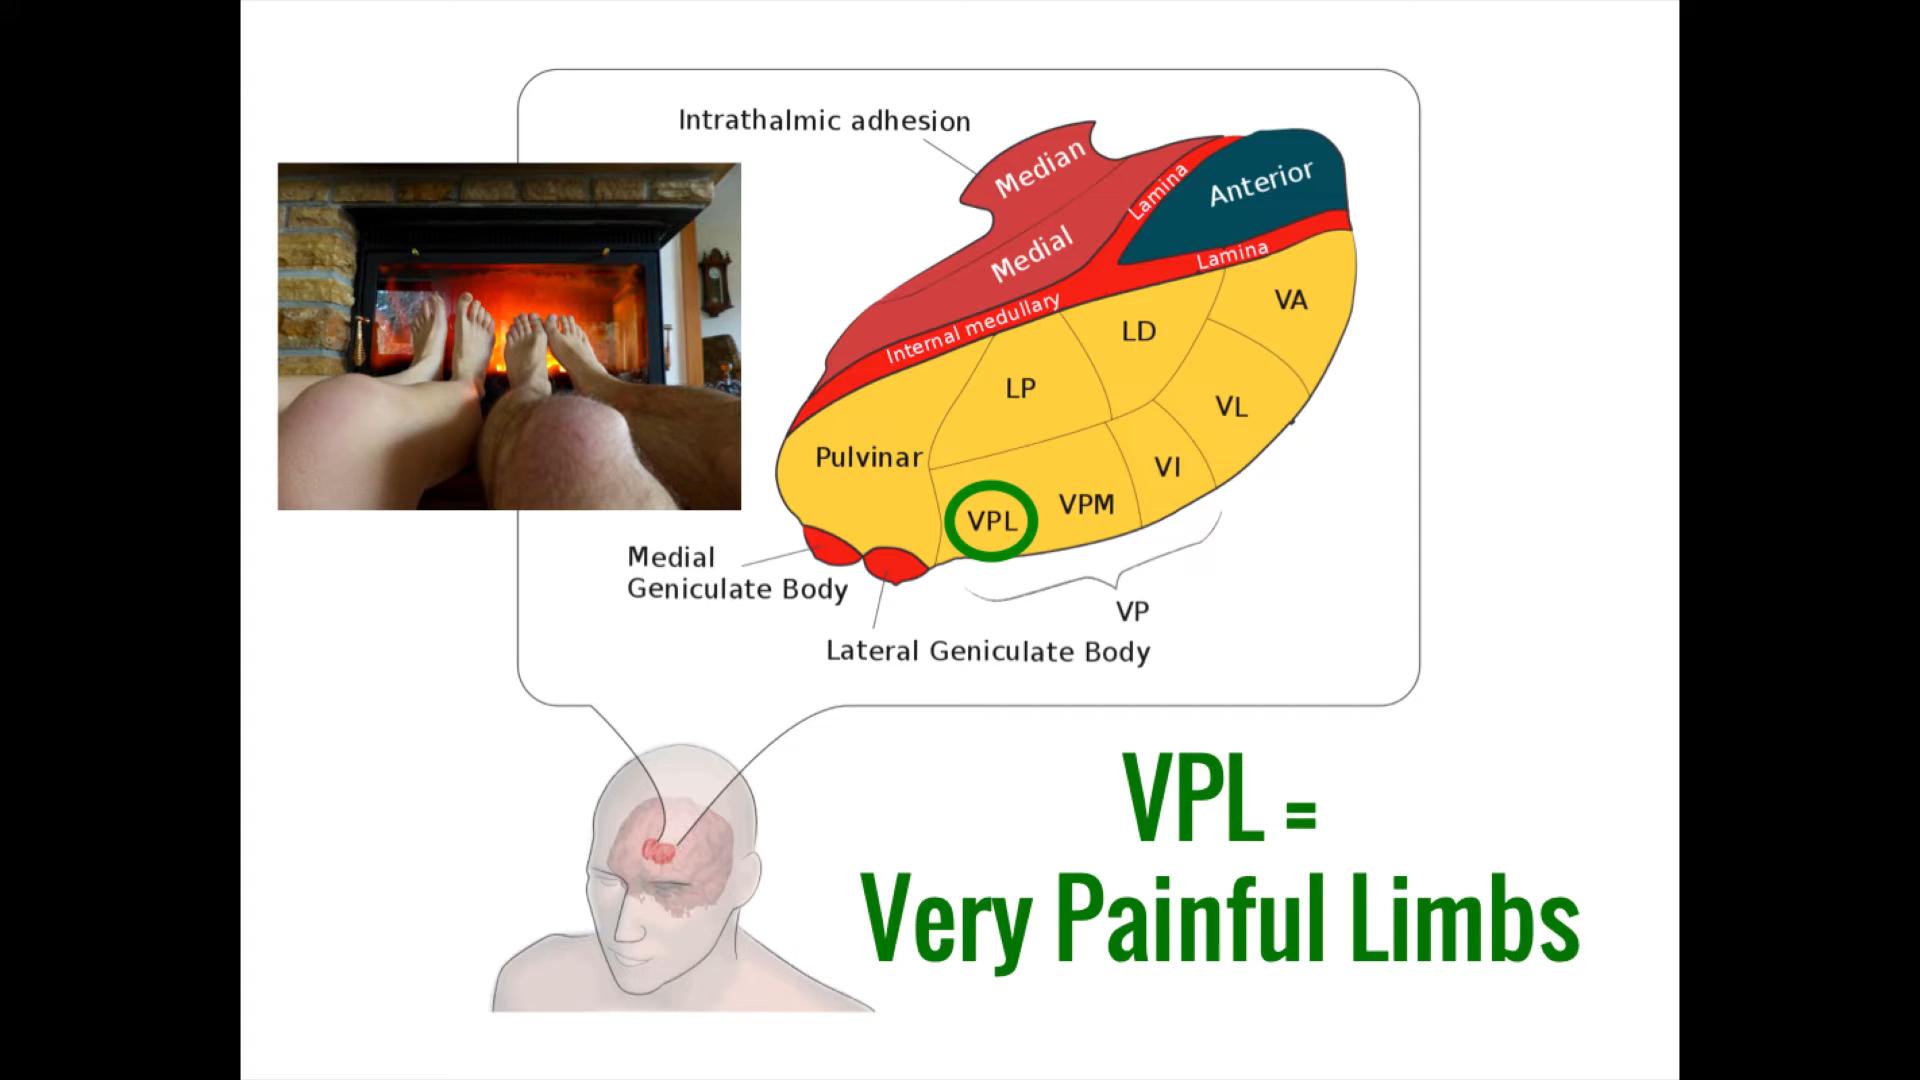 Intrathalmic adhesion
Median
Lamina
Anterior
Medial
Lamina
Internal medullary
VA
LD
LP
VL
Pulvinar
VI
VPM
VPL
Medial
Geniculate Body
VP
Lateral Geniculate Body
VPL =
Very Painful Limbs